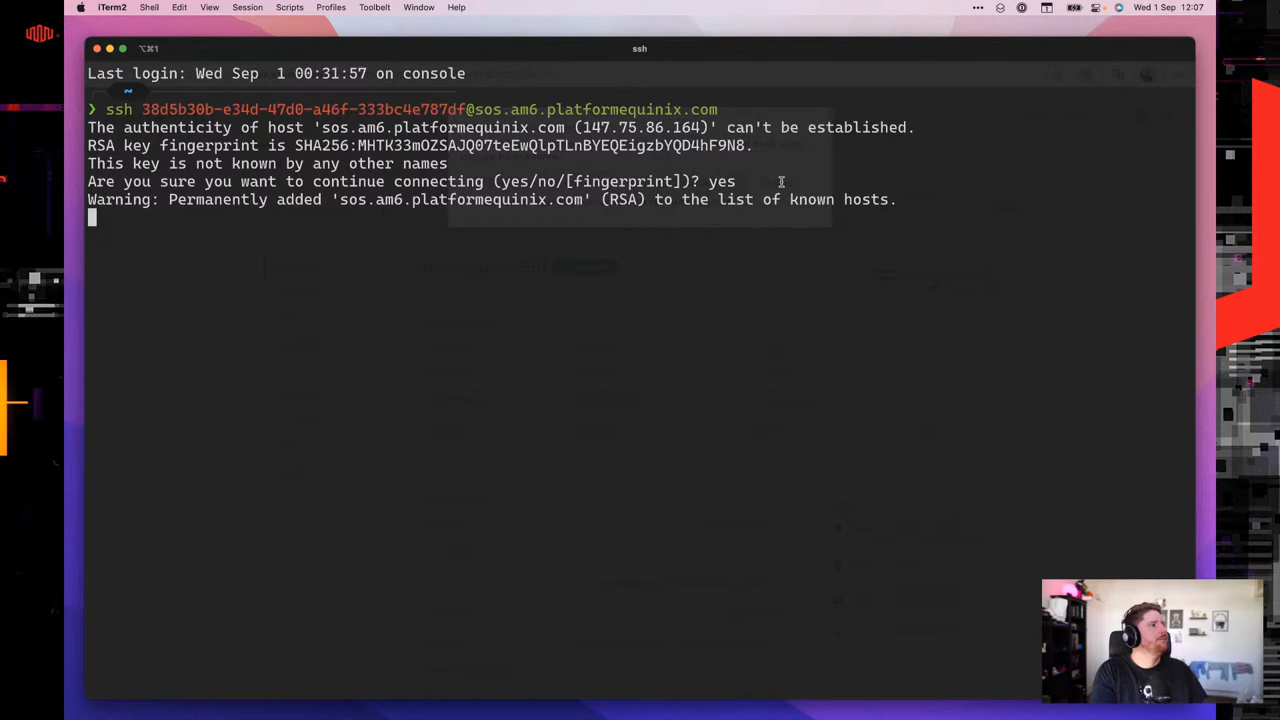 iTerm2 Shell Edit View Session Scripts Profiles Toolbelt Window Help
Wed 1 Sep 12:07
⌥⌘1
ssh
Last login: Wed Sep  1 00:31:57 on console
~
❯ ssh 38d5b30b-e34d-47d0-a46f-333bc4e787df@sos.am6.platformequinix.com
The authenticity of host 'sos.am6.platformequinix.com (147.75.86.164)' can't be established.
RSA key fingerprint is SHA256:MHTK33mOZSAJQ07teEwQlpTLnBYEQEigzbYQD4hF9N8.
This key is not known by any other names
Are you sure you want to continue connecting (yes/no/[fingerprint])? yes
Warning: Permanently added 'sos.am6.platformequinix.com' (RSA) to the list of known hosts.